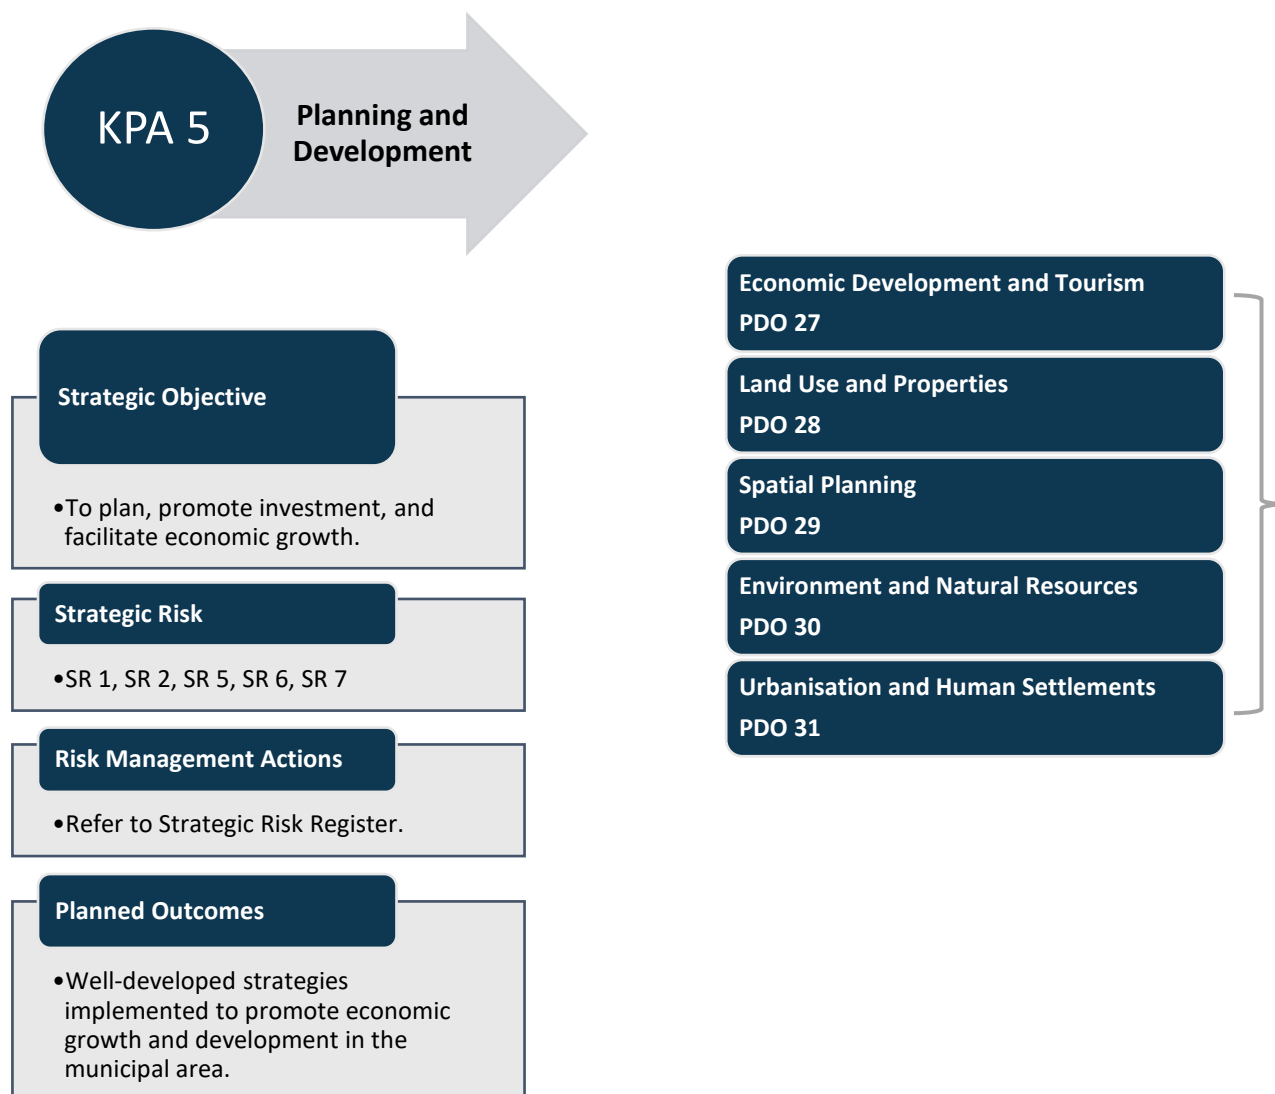 KPA 5
Planning and
Development
Strategic Objective
•To plan, promote investment, and
facilitate economic growth.
Strategic Risk
•SR 1, SR 2, SR 5, SR 6, SR 7
Risk Management Actions
•Refer to Strategic Risk Register.
Planned Outcomes
•Well-developed strategies
implemented to promote economic
growth and development in the
municipal area.
Economic Development and Tourism
PDO 27
Land Use and Properties
PDO 28
Spatial Planning
PDO 29
Environment and Natural Resources
PDO 30
Urbanisation and Human Settlements
PDO 31